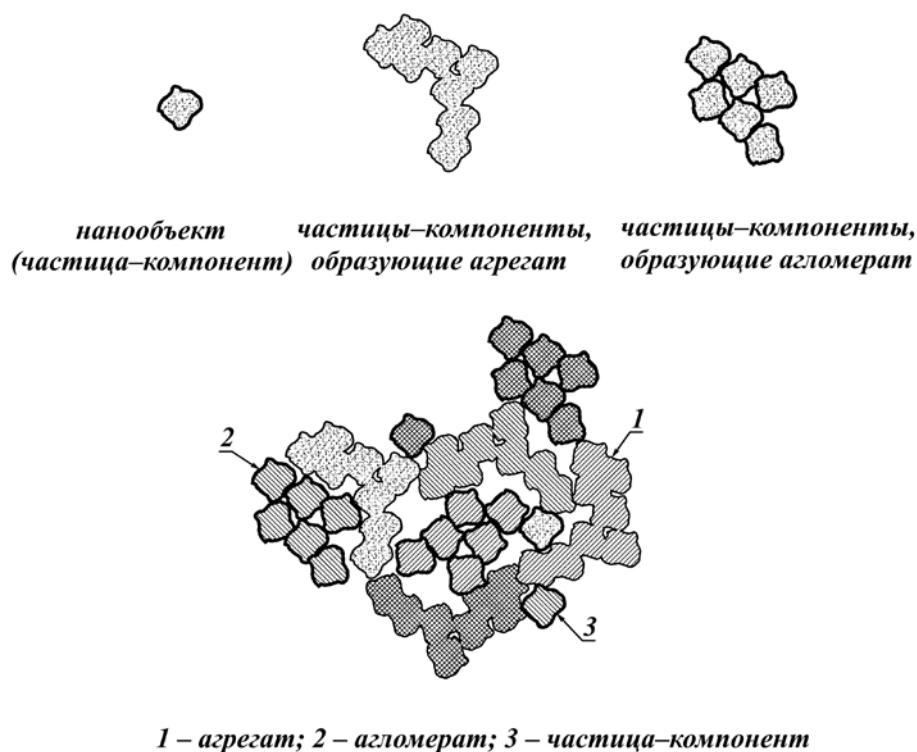 нанообъект
(частица–компонент)
частицы–компоненты,
образующие агрегат
частицы–компоненты,
образующие агломерат
1
2
3
1 – агрегат; 2 – агломерат; 3 – частица–компонент